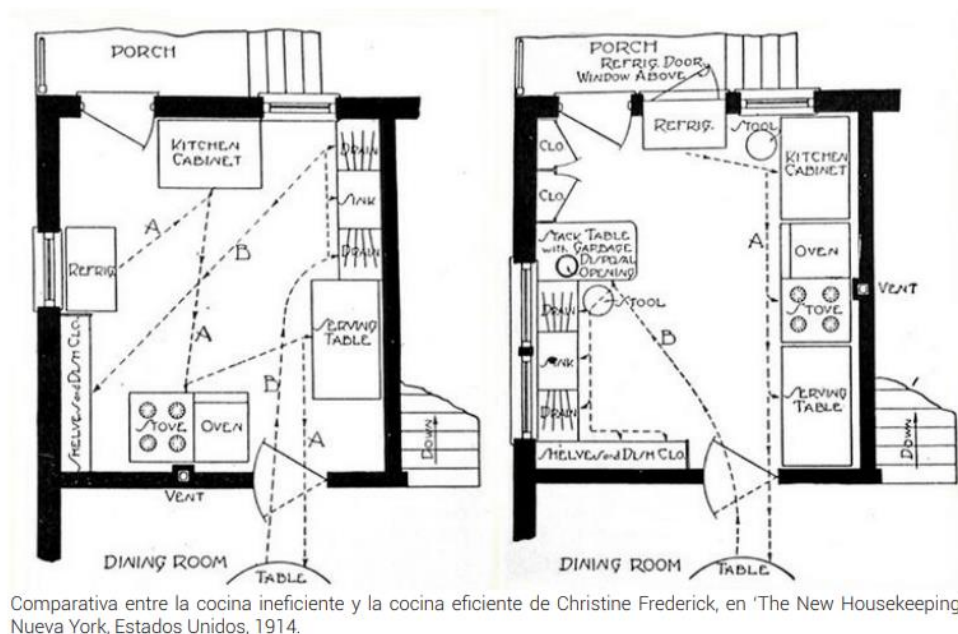 PORCH
KITCHEN
CABINET
DRAIN
SINK
DRAIN
A
B
REFRIG.
A
SERVING
TABLE
B
A
SHELVES and DISH CLO.
STOVE
OVEN
VENT
DOWN
DINING ROOM
TABLE
PORCH
REFRIG. DOOR
WINDOW ABOVE
REFRIG.
STOOL
KITCHEN
CABINET
CLO.
CLO.
STACK TABLE
with GARBAGE
DISPOSAL
OPENING
A
OVEN
STOVE
VENT
STOOL
DRAIN
SINK
DRAIN
B
SERVING
TABLE
SHELVES and DISH CLO.
DOWN
DINING ROOM
TABLE
Comparativa entre la cocina ineficiente y la cocina eficiente de Christine Frederick, en ‘The New Housekeeping
Nueva York, Estados Unidos, 1914.